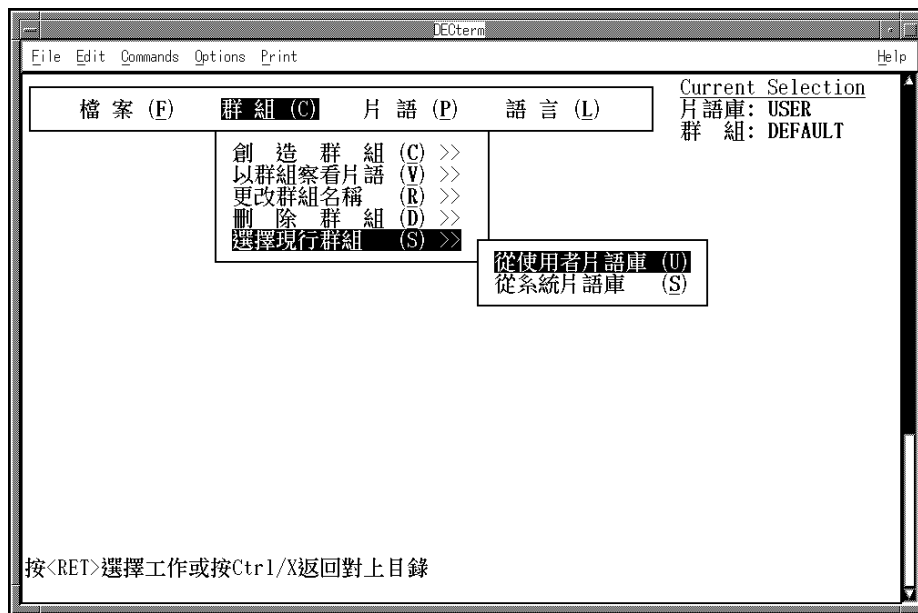 DECterm
File Edit Commands Options Print Help
Current Selection
片語庫: USER
群 組: DEFAULT
檔 案 (F) 群 組 (C) 片 語 (P) 語 言 (L)
創 造 群 組 (C) >>
以群組察看片語 (V) >>
更改群組名稱 (R) >>
刪 除 群 組 (D) >>
選擇現行群組 (S) >>
從使用者片語庫 (U)
從系統片語庫 (S)
按<RET>選擇工作或按Ctrl/X返回對上目錄